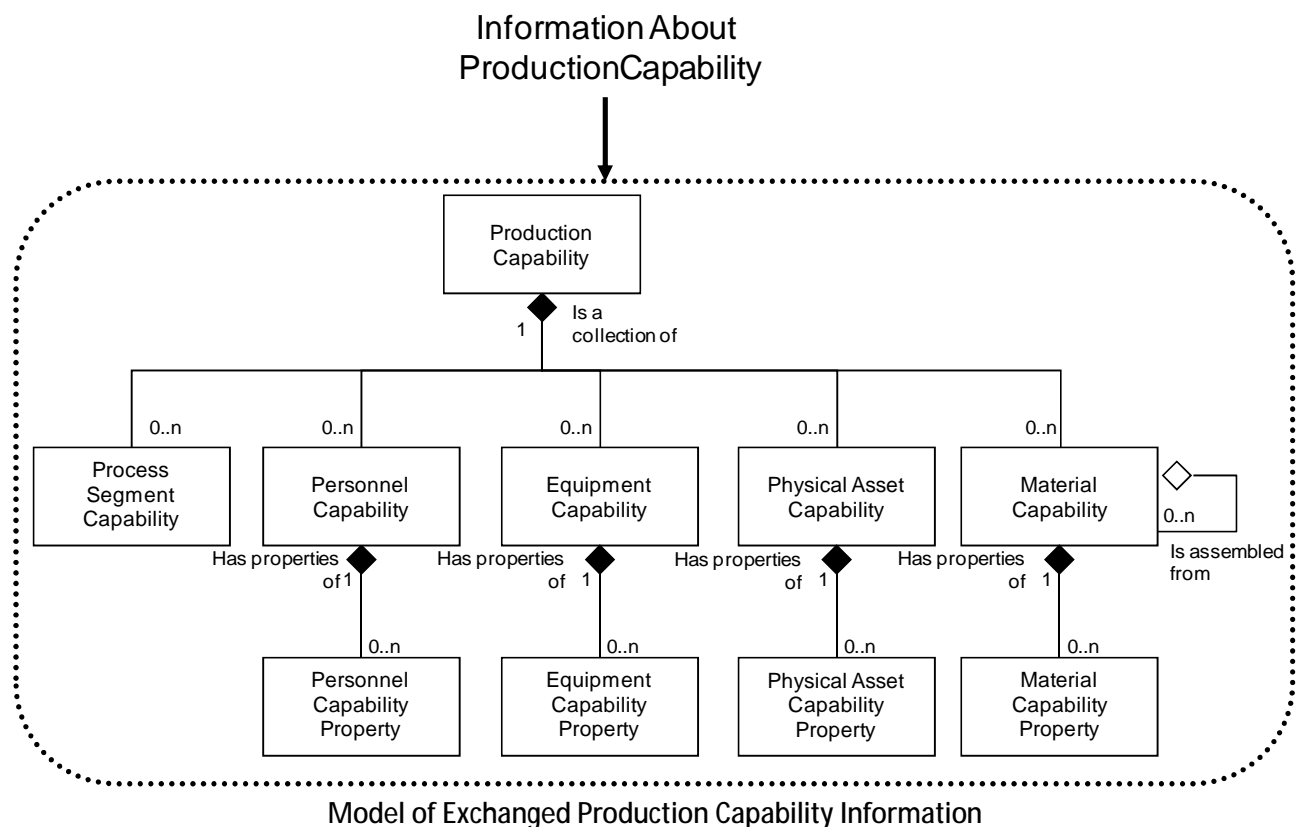 Information About
ProductionCapability
Production
Capability
1
Is a
collection of
0..n
0..n
0..n
0..n
0..n
Process
Segment
Capability
Personnel
Capability
Equipment
Capability
Physical Asset
Capability
Material
Capability
0..n
Is assembled
from
Has properties
of 1
Has properties
of 1
Has properties
of 1
Has properties
of 1
0..n
0..n
0..n
0..n
Personnel
Capability
Property
Equipment
Capability
Property
Physical Asset
Capability
Property
Material
Capability
Property
Model of Exchanged Production Capability Information